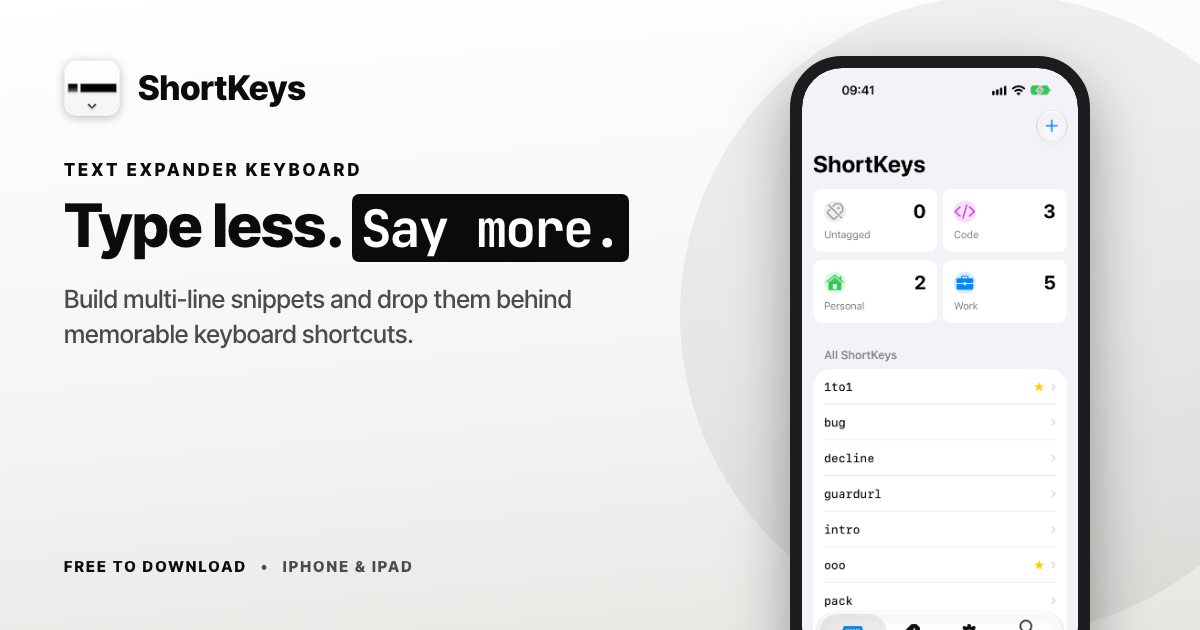 ShortKeys
TEXT EXPANDER KEYBOARD
Type less. Say more.
Build multi-line snippets and drop them behind
memorable keyboard shortcuts.
FREE TO DOWNLOAD • IPHONE & IPAD
09:41
ShortKeys
0
Untagged
3
Code
2
Personal
5
Work
All ShortKeys
1to1
bug
decline
guardurl
intro
ooo
pack